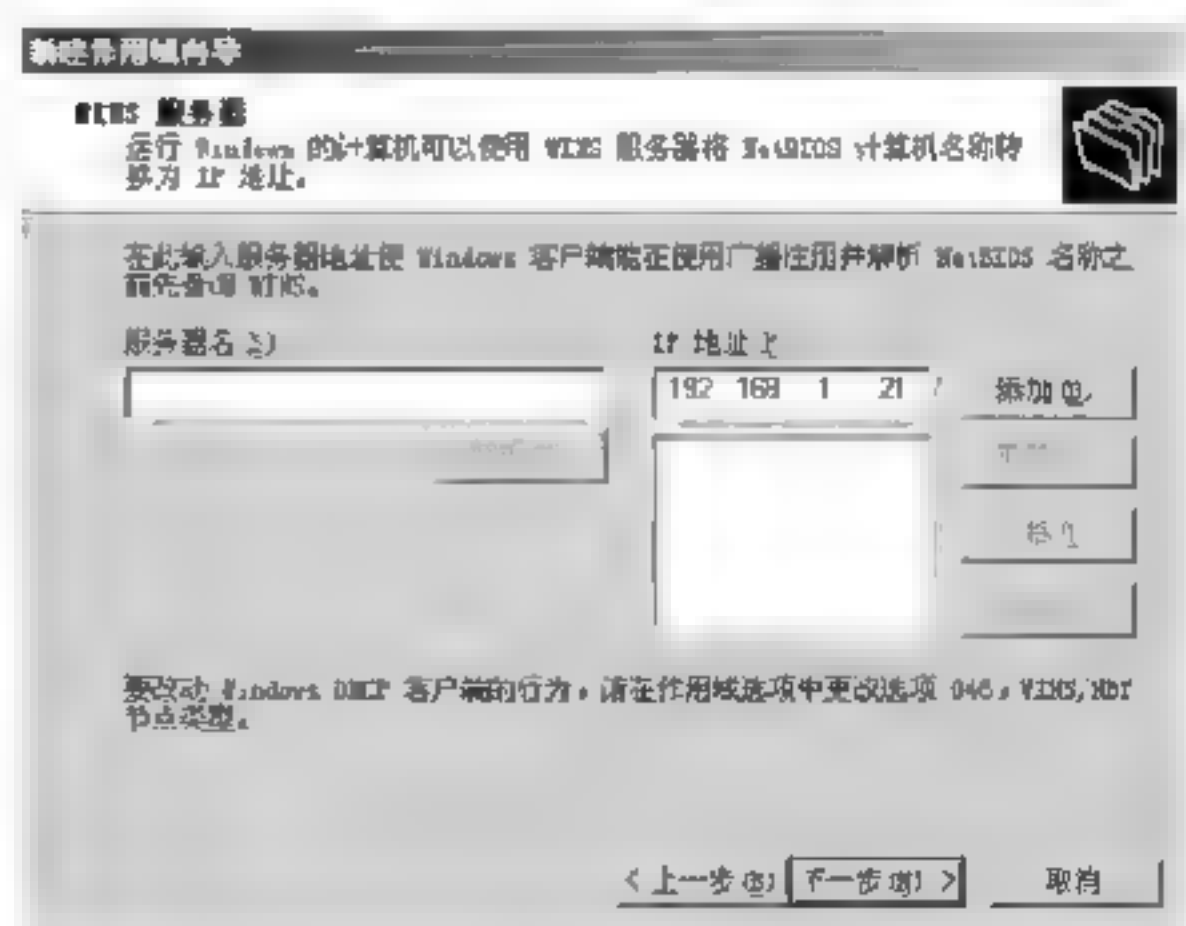 新建作用域向导
WINS 服务器
运行 Windows 的计算机可以使用 WINS 服务器将 NetBIOS 计算机名称转
换为 IP 地址。
在此输入服务器地址使 Windows 客户端能在使用广播注册并解析 NetBIOS 名称之
前先查询 WINS。
服务器名(S)
IP 地址(P)
192 168 1 21
添加(D)
要改动 Windows DHCP 客户端的行为,请在作用域选项中更改选项 046,WINS/NBT
节点类型。
< 上一步(B) 下一步(N) > 取消